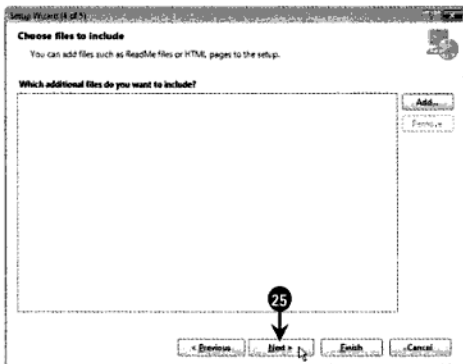 Setup Wizard (4 of 5)
Choose files to include
You can add files such as ReadMe files or HTML pages to the setup.
Which additional files do you want to include?
Add...
Remove
25
< Previous
Next >
Finish
Cancel